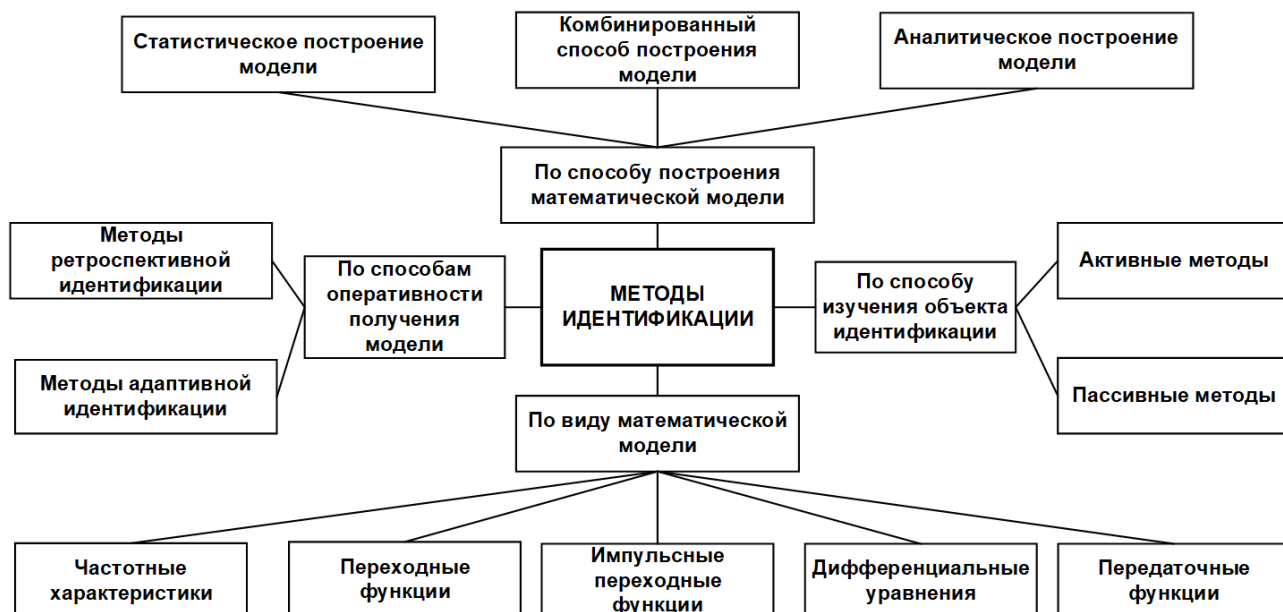 Статистическое построение
модели
Комбинированный
способ построения
модели
Аналитическое построение
модели
По способу построения
математической модели
Методы
ретроспективной
идентификации
По способам
оперативности
получения
модели
МЕТОДЫ
ИДЕНТИФИКАЦИИ
По способу
изучения объекта
идентификации
Активные методы
Методы адаптивной
идентификации
Пассивные методы
По виду математической
модели
Частотные
характеристики
Переходные
функции
Импульсные
переходные
функции
Дифференциальные
уравнения
Передаточные
функции